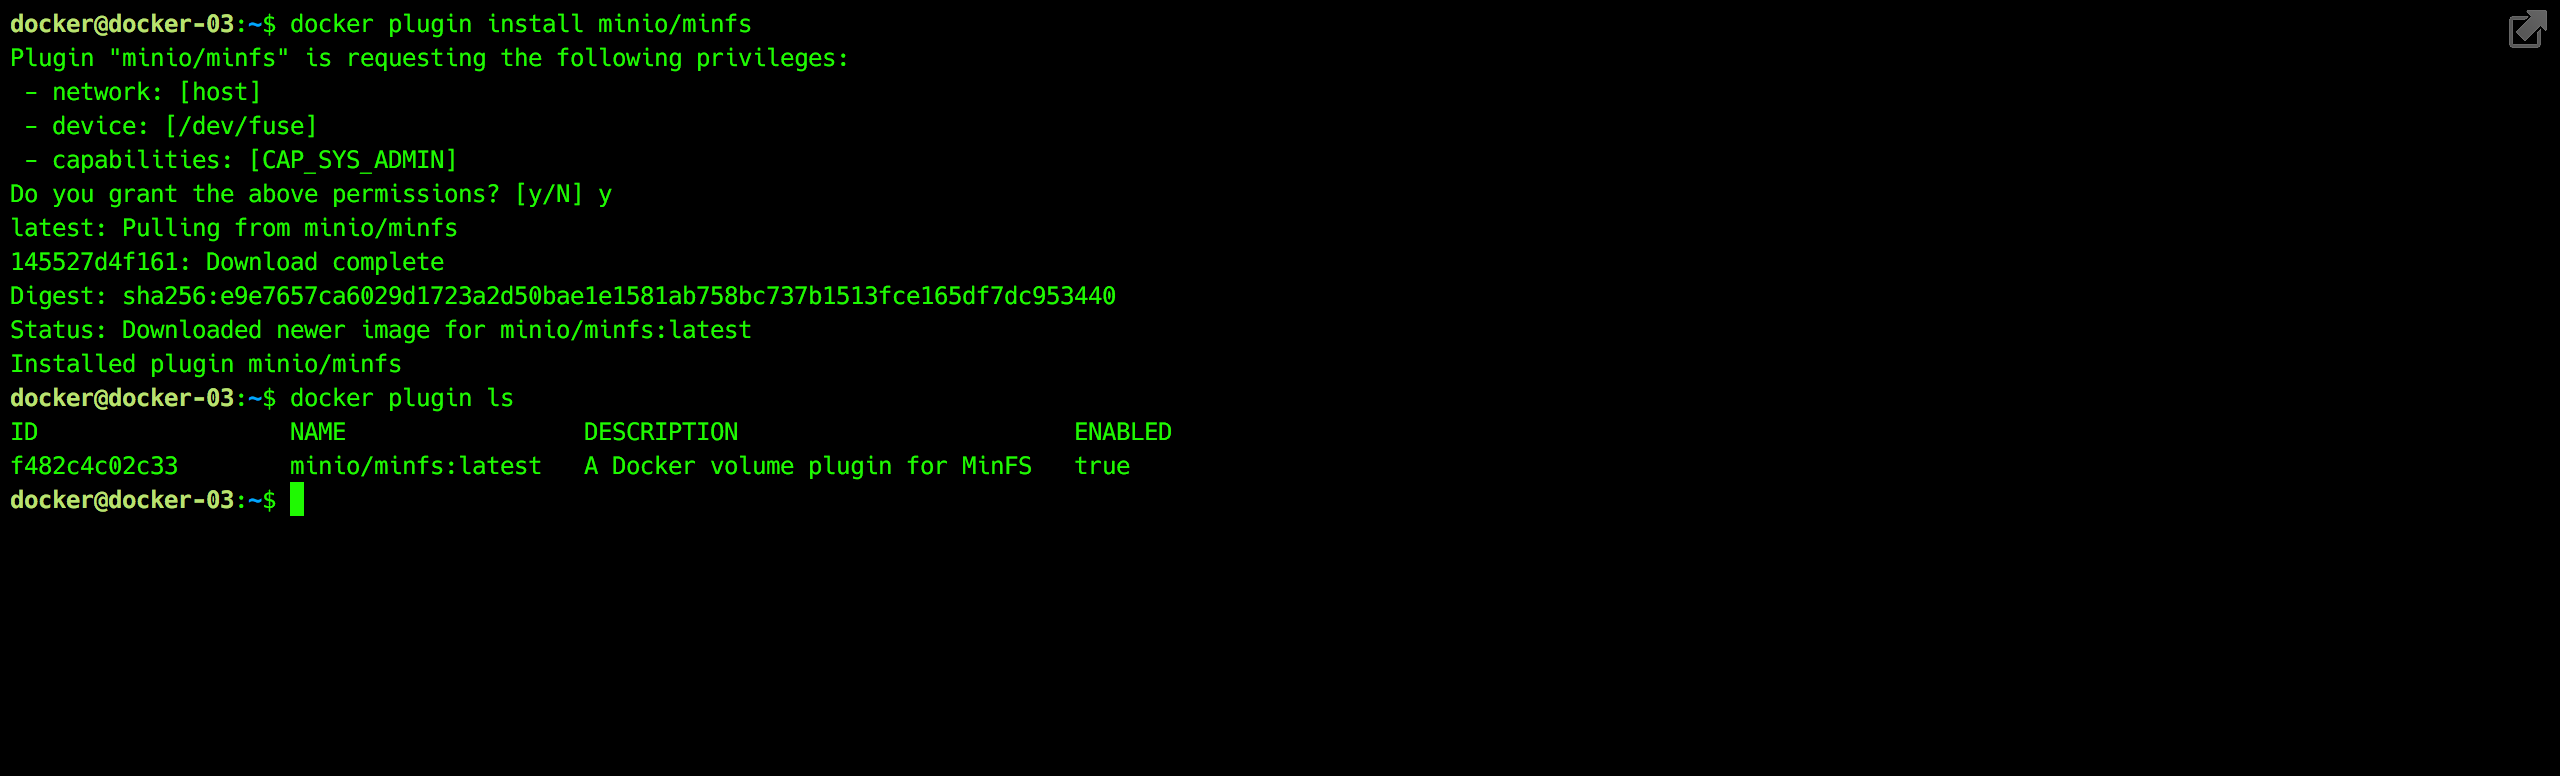 docker@docker-03:~$ docker plugin install minio/minfs
Plugin "minio/minfs" is requesting the following privileges:
 - network: [host]
 - device: [/dev/fuse]
 - capabilities: [CAP_SYS_ADMIN]
Do you grant the above permissions? [y/N] y
latest: Pulling from minio/minfs
145527d4f161: Download complete
Digest: sha256:e9e7657ca6029d1723a2d50bae1e1581ab758bc737b1513fce165df7dc953440
Status: Downloaded newer image for minio/minfs:latest
Installed plugin minio/minfs
docker@docker-03:~$ docker plugin ls
ID                  NAME                 DESCRIPTION                        ENABLED
f482c4c02c33        minio/minfs:latest   A Docker volume plugin for MinFS   true
docker@docker-03:~$